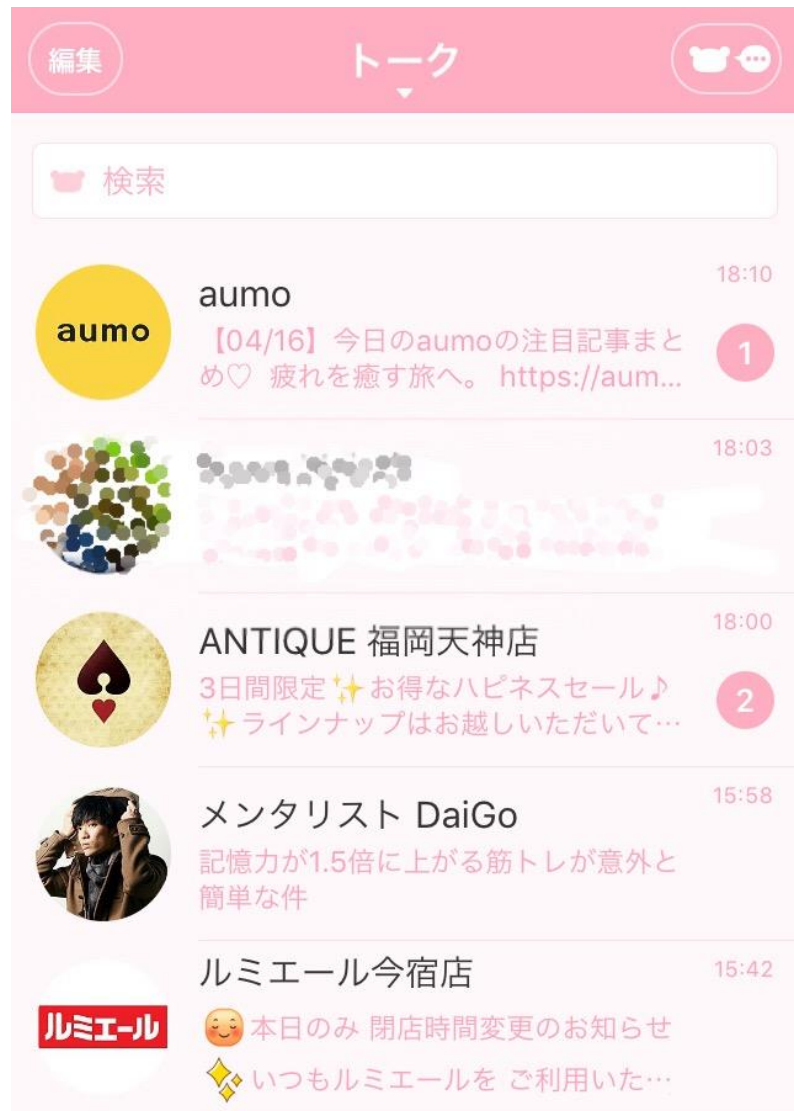 編集
トーク
検索
aumo
18:10
aumo
【04/16】今日のaumoの注目記事まと
め♡ 疲れを癒す旅へ。 https://aum...
1
18:03
ANTIQUE 福岡天神店
18:00
3日間限定✨お得なハピネスセール♪
✨ラインナップはお越しいただいて…
2
メンタリスト DaiGo
15:58
記憶力が1.5倍に上がる筋トレが意外と
簡単な件
ルミエール今宿店
15:42
ルミエール
😊本日のみ 閉店時間変更のお知らせ
✨いつもルミエールを ご利用いた…